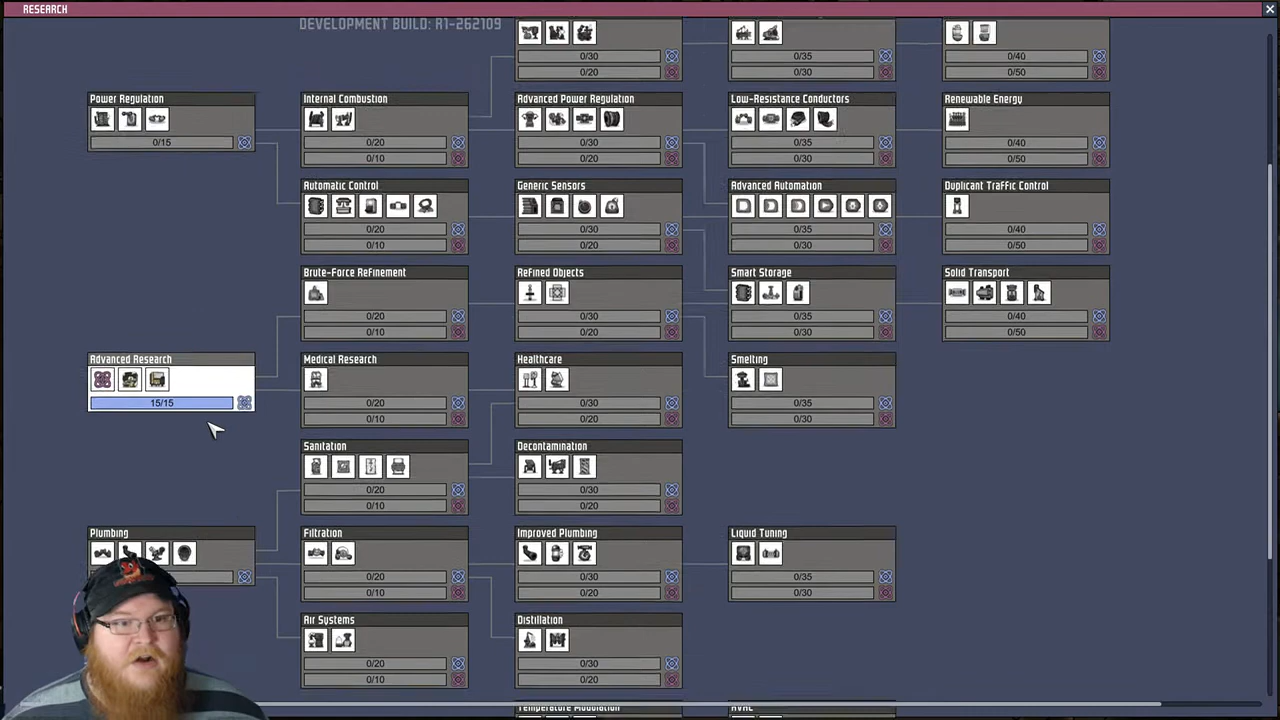 RESEARCH
DEVELOPMENT BUILD: R1-262109
0/30
0/20
0/35
0/30
0/40
0/50
Power Regulation
0/15
Internal Combustion
0/20
0/10
Advanced Power Regulation
0/30
0/20
Low-Resistance Conductors
0/35
0/30
Renewable Energy
0/40
0/50
Automatic Control
0/20
0/10
Generic Sensors
0/30
0/20
Advanced Automation
0/35
0/30
Duplicant Traffic Control
0/40
0/50
Brute-Force Refinement
0/20
0/10
Refined Objects
0/30
0/20
Smart Storage
0/35
0/30
Solid Transport
0/40
0/50
Advanced Research
15/15
Medical Research
0/20
0/10
Healthcare
0/30
0/20
Smelting
0/35
0/30
Sanitation
0/20
0/10
Decontamination
0/30
0/20
Plumbing
Filtration
0/20
0/10
Improved Plumbing
0/30
0/20
Liquid Tuning
0/35
0/30
Air Systems
0/20
0/10
Distillation
0/30
0/20
Temperature Modulation
HVAC